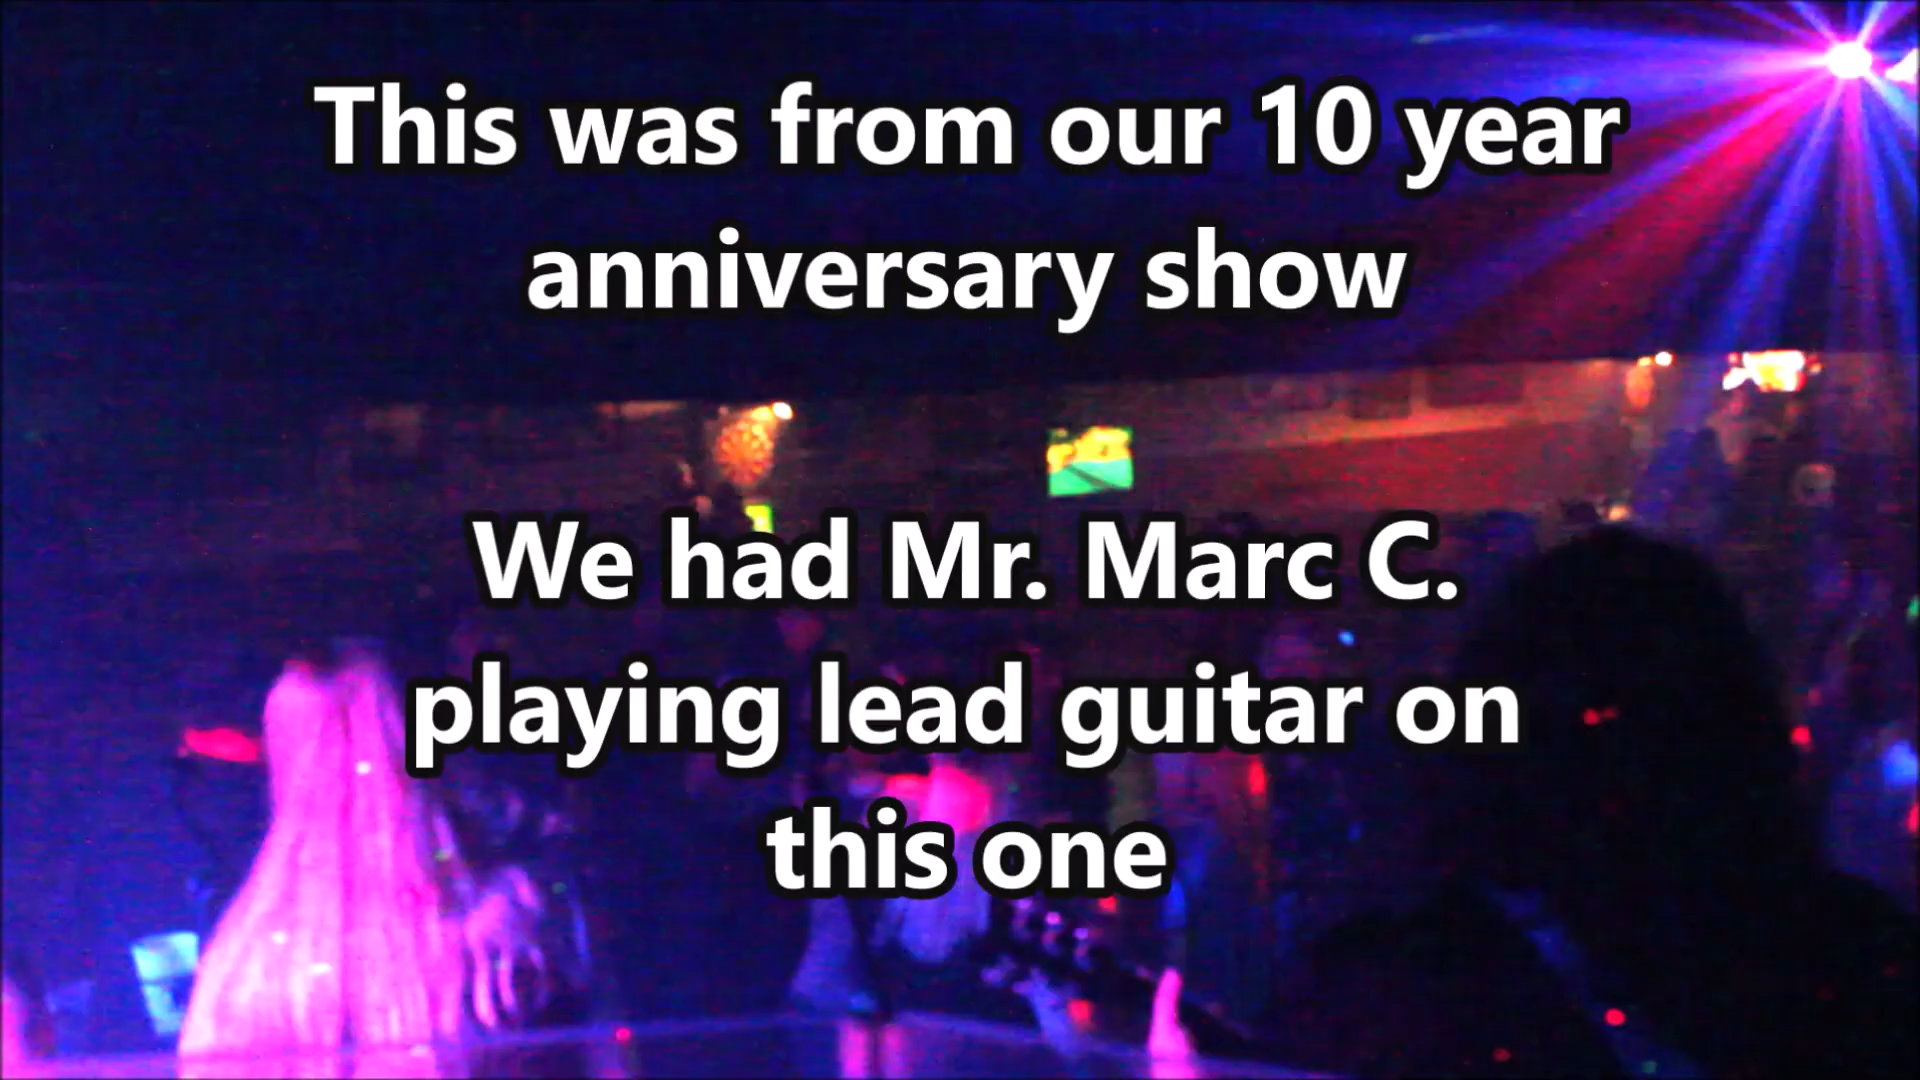 This was from our 10 year
anniversary show
We had Mr. Marc C.
playing lead guitar on
this one